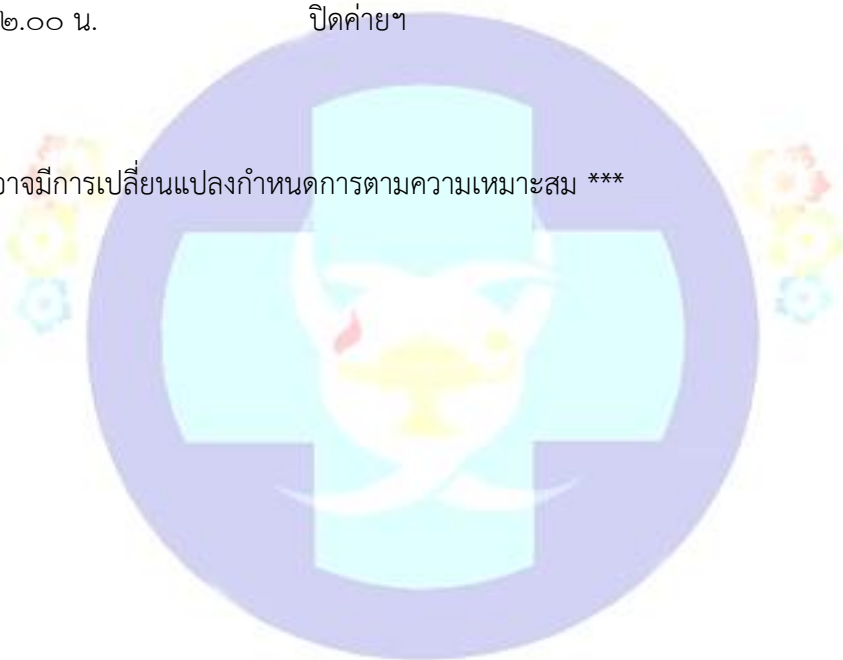 ๒.๐๐ น. ปิดค่ายฯ
อาจมีการเปลี่ยนแปลงกำหนดการตามความเหมาะสม ***